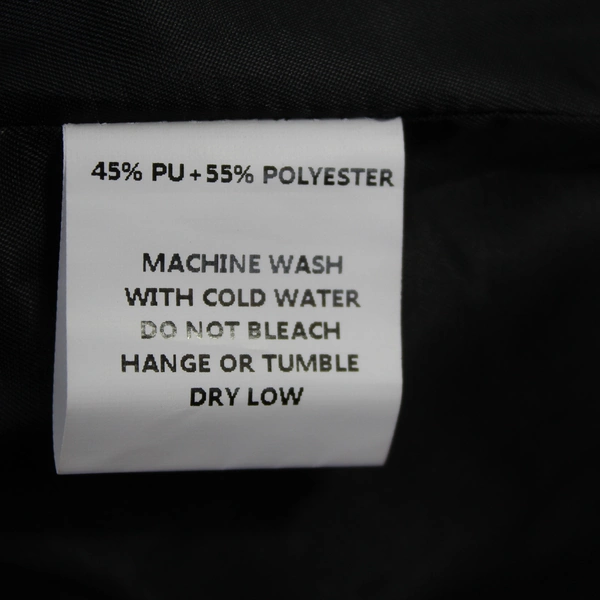 45% PU+55% POLYESTER
MACHINE WASH
WITH COLD WATER
DO NOT BLEACH
HANGE OR TUMBLE
DRY LOW